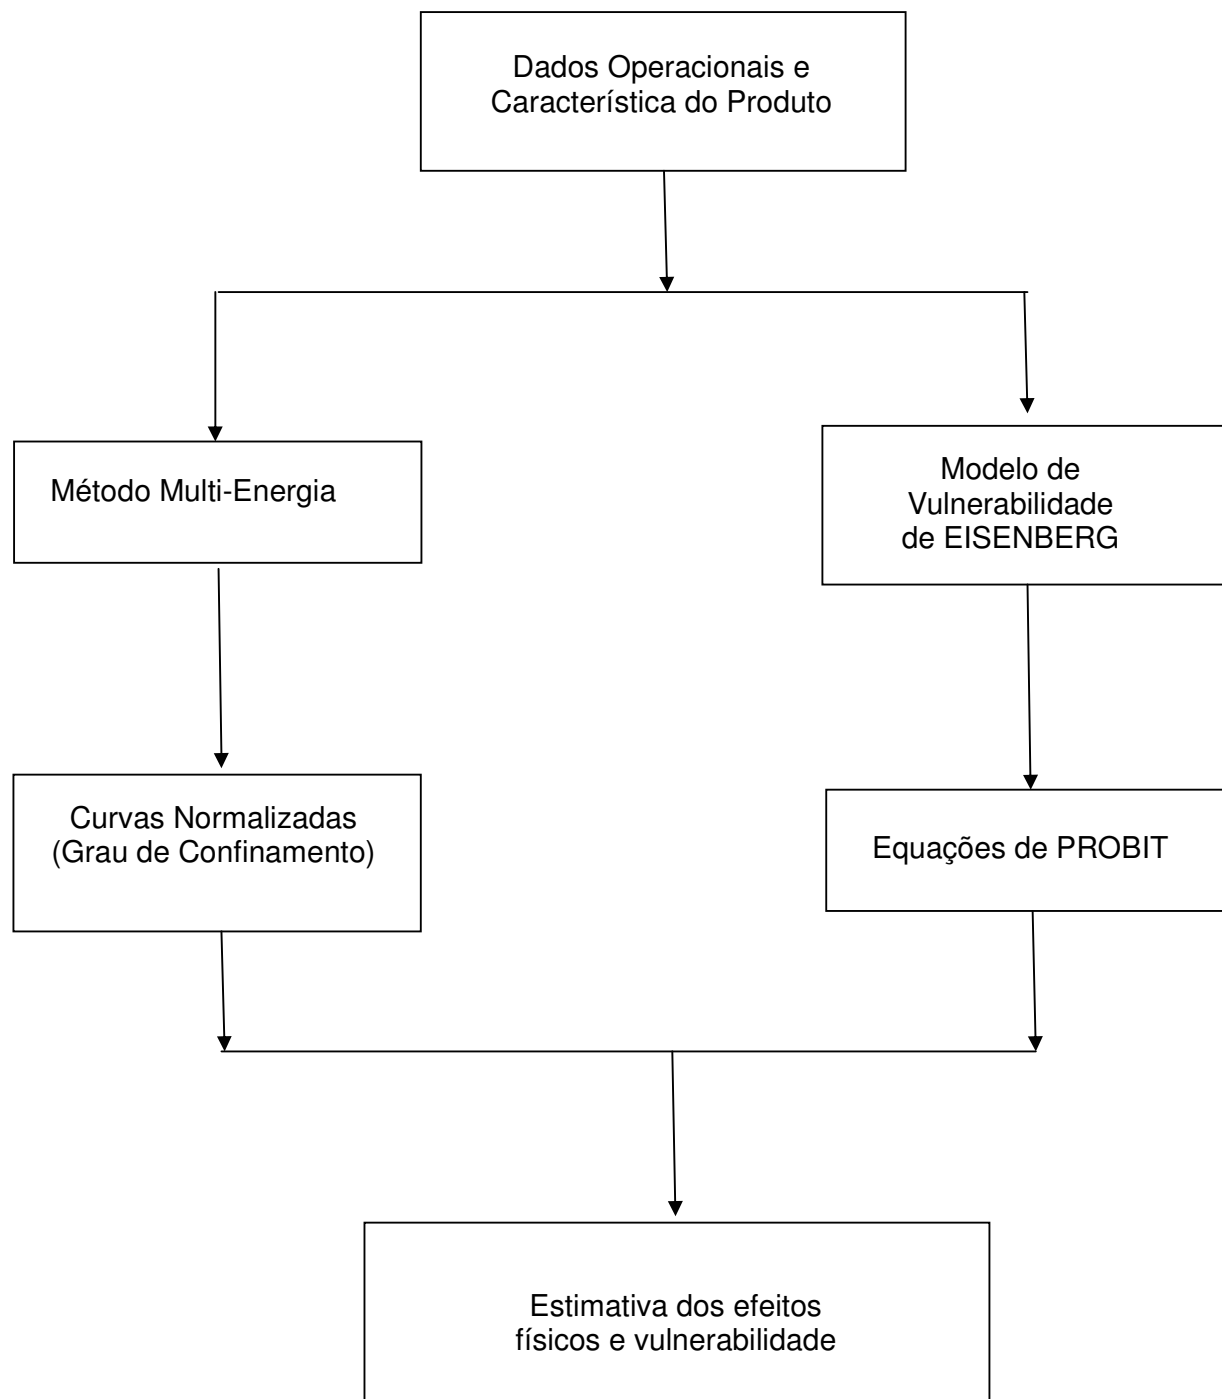 Dados Operacionais e
Característica do Produto
Método Multi-Energia
Modelo de
Vulnerabilidade
de EISENBERG
Curvas Normalizadas
(Grau de Confinamento)
Equações de PROBIT
Estimativa dos efeitos
físicos e vulnerabilidade